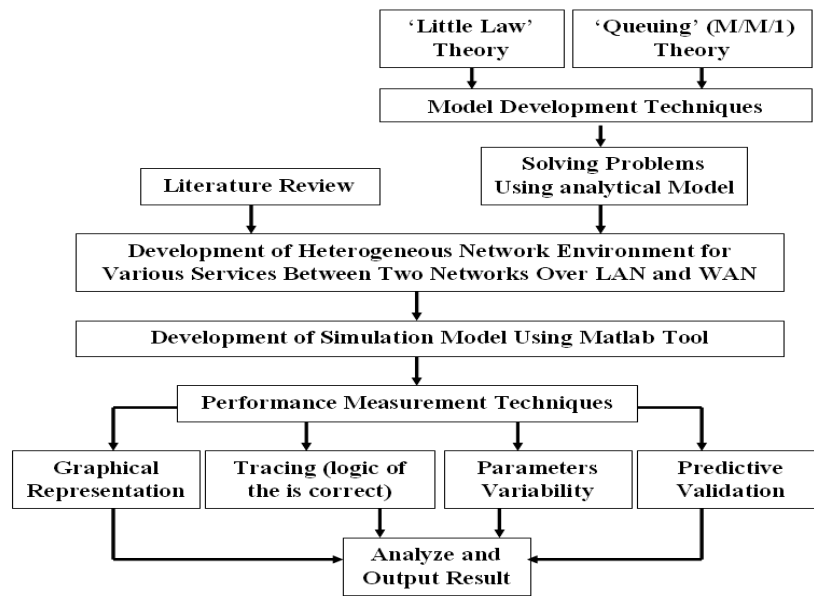 ‘Little Law’
Theory
‘Queuing’ (M/M/1)
Theory
Model Development Techniques
Solving Problems
Using analytical Model
Literature Review
Development of Heterogeneous Network Environment for
Various Services Between Two Networks Over LAN and WAN
Development of Simulation Model Using Matlab Tool
Performance Measurement Techniques
Graphical
Representation
Tracing (logic of
the is correct)
Parameters
Variability
Predictive
Validation
Analyze and
Output Result